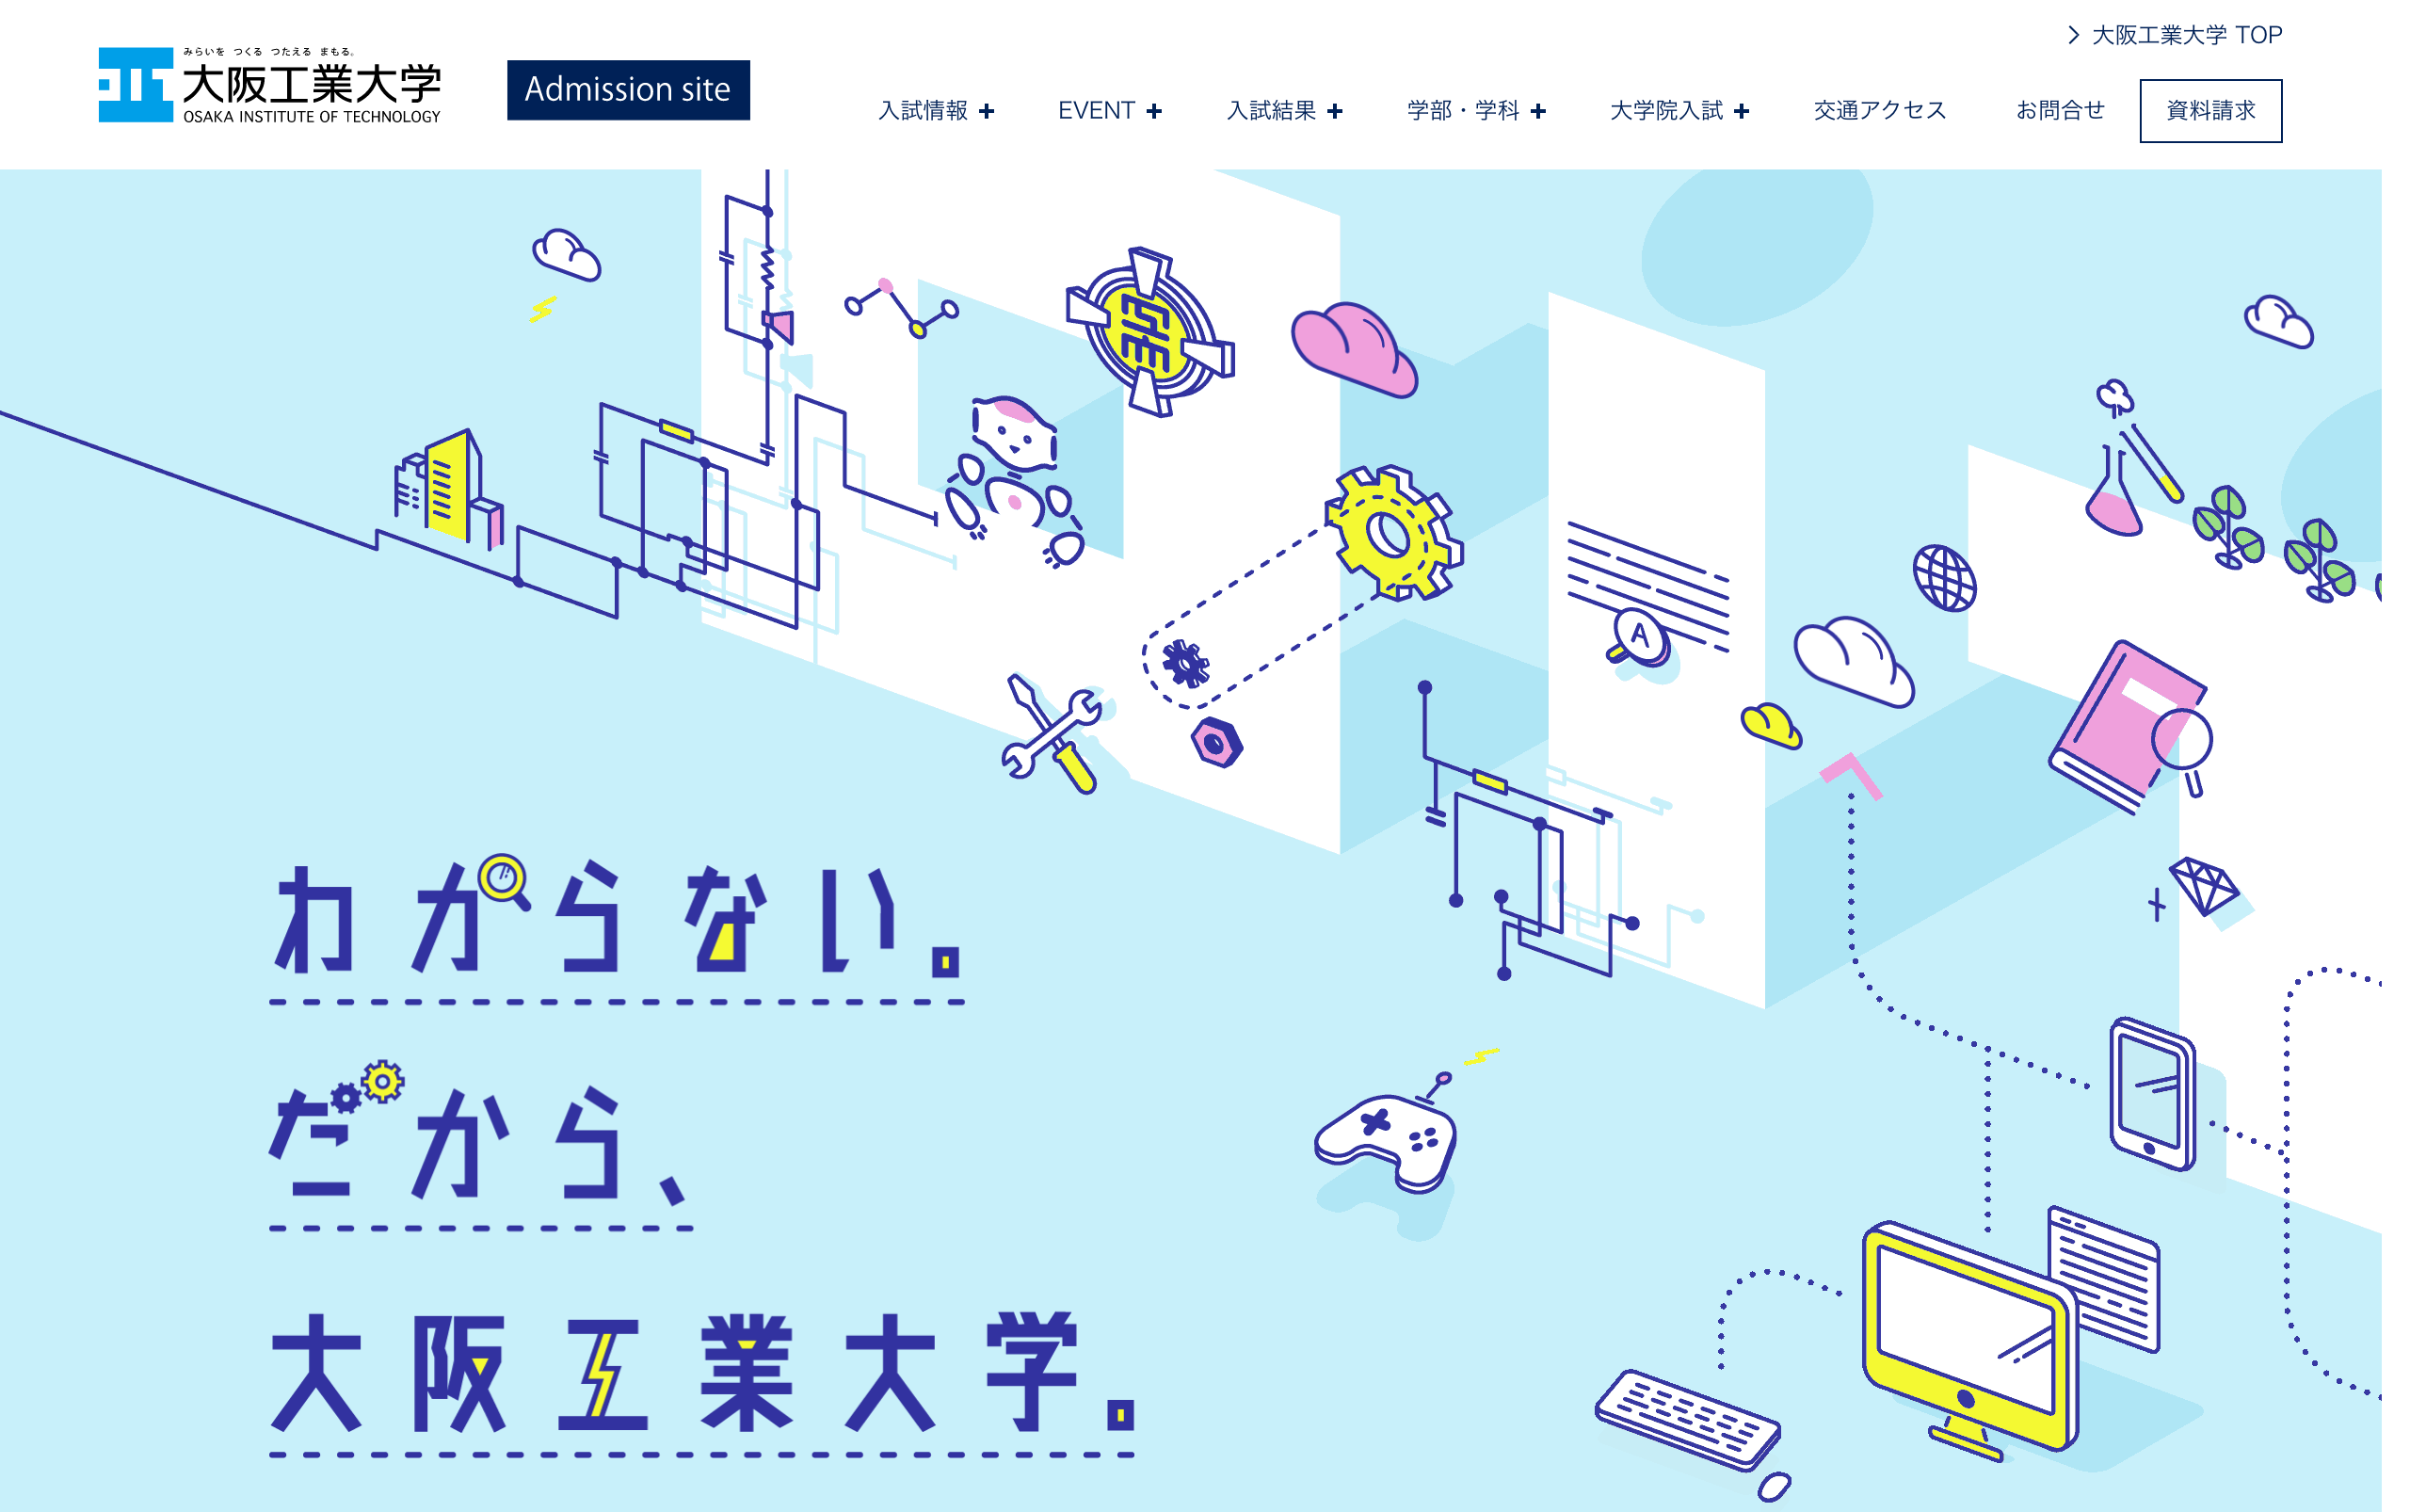 大阪工業大学 TOP
みらいを つくる つたえる まもる。
大阪工業大学
OSAKA INSTITUTE OF TECHNOLOGY
Admission site
入試情報 + EVENT + 入試結果 + 学部・学科 + 大学院入試 + 交通アクセス お問合せ 資料請求
A
わからない。
だから、
大阪工業大学。